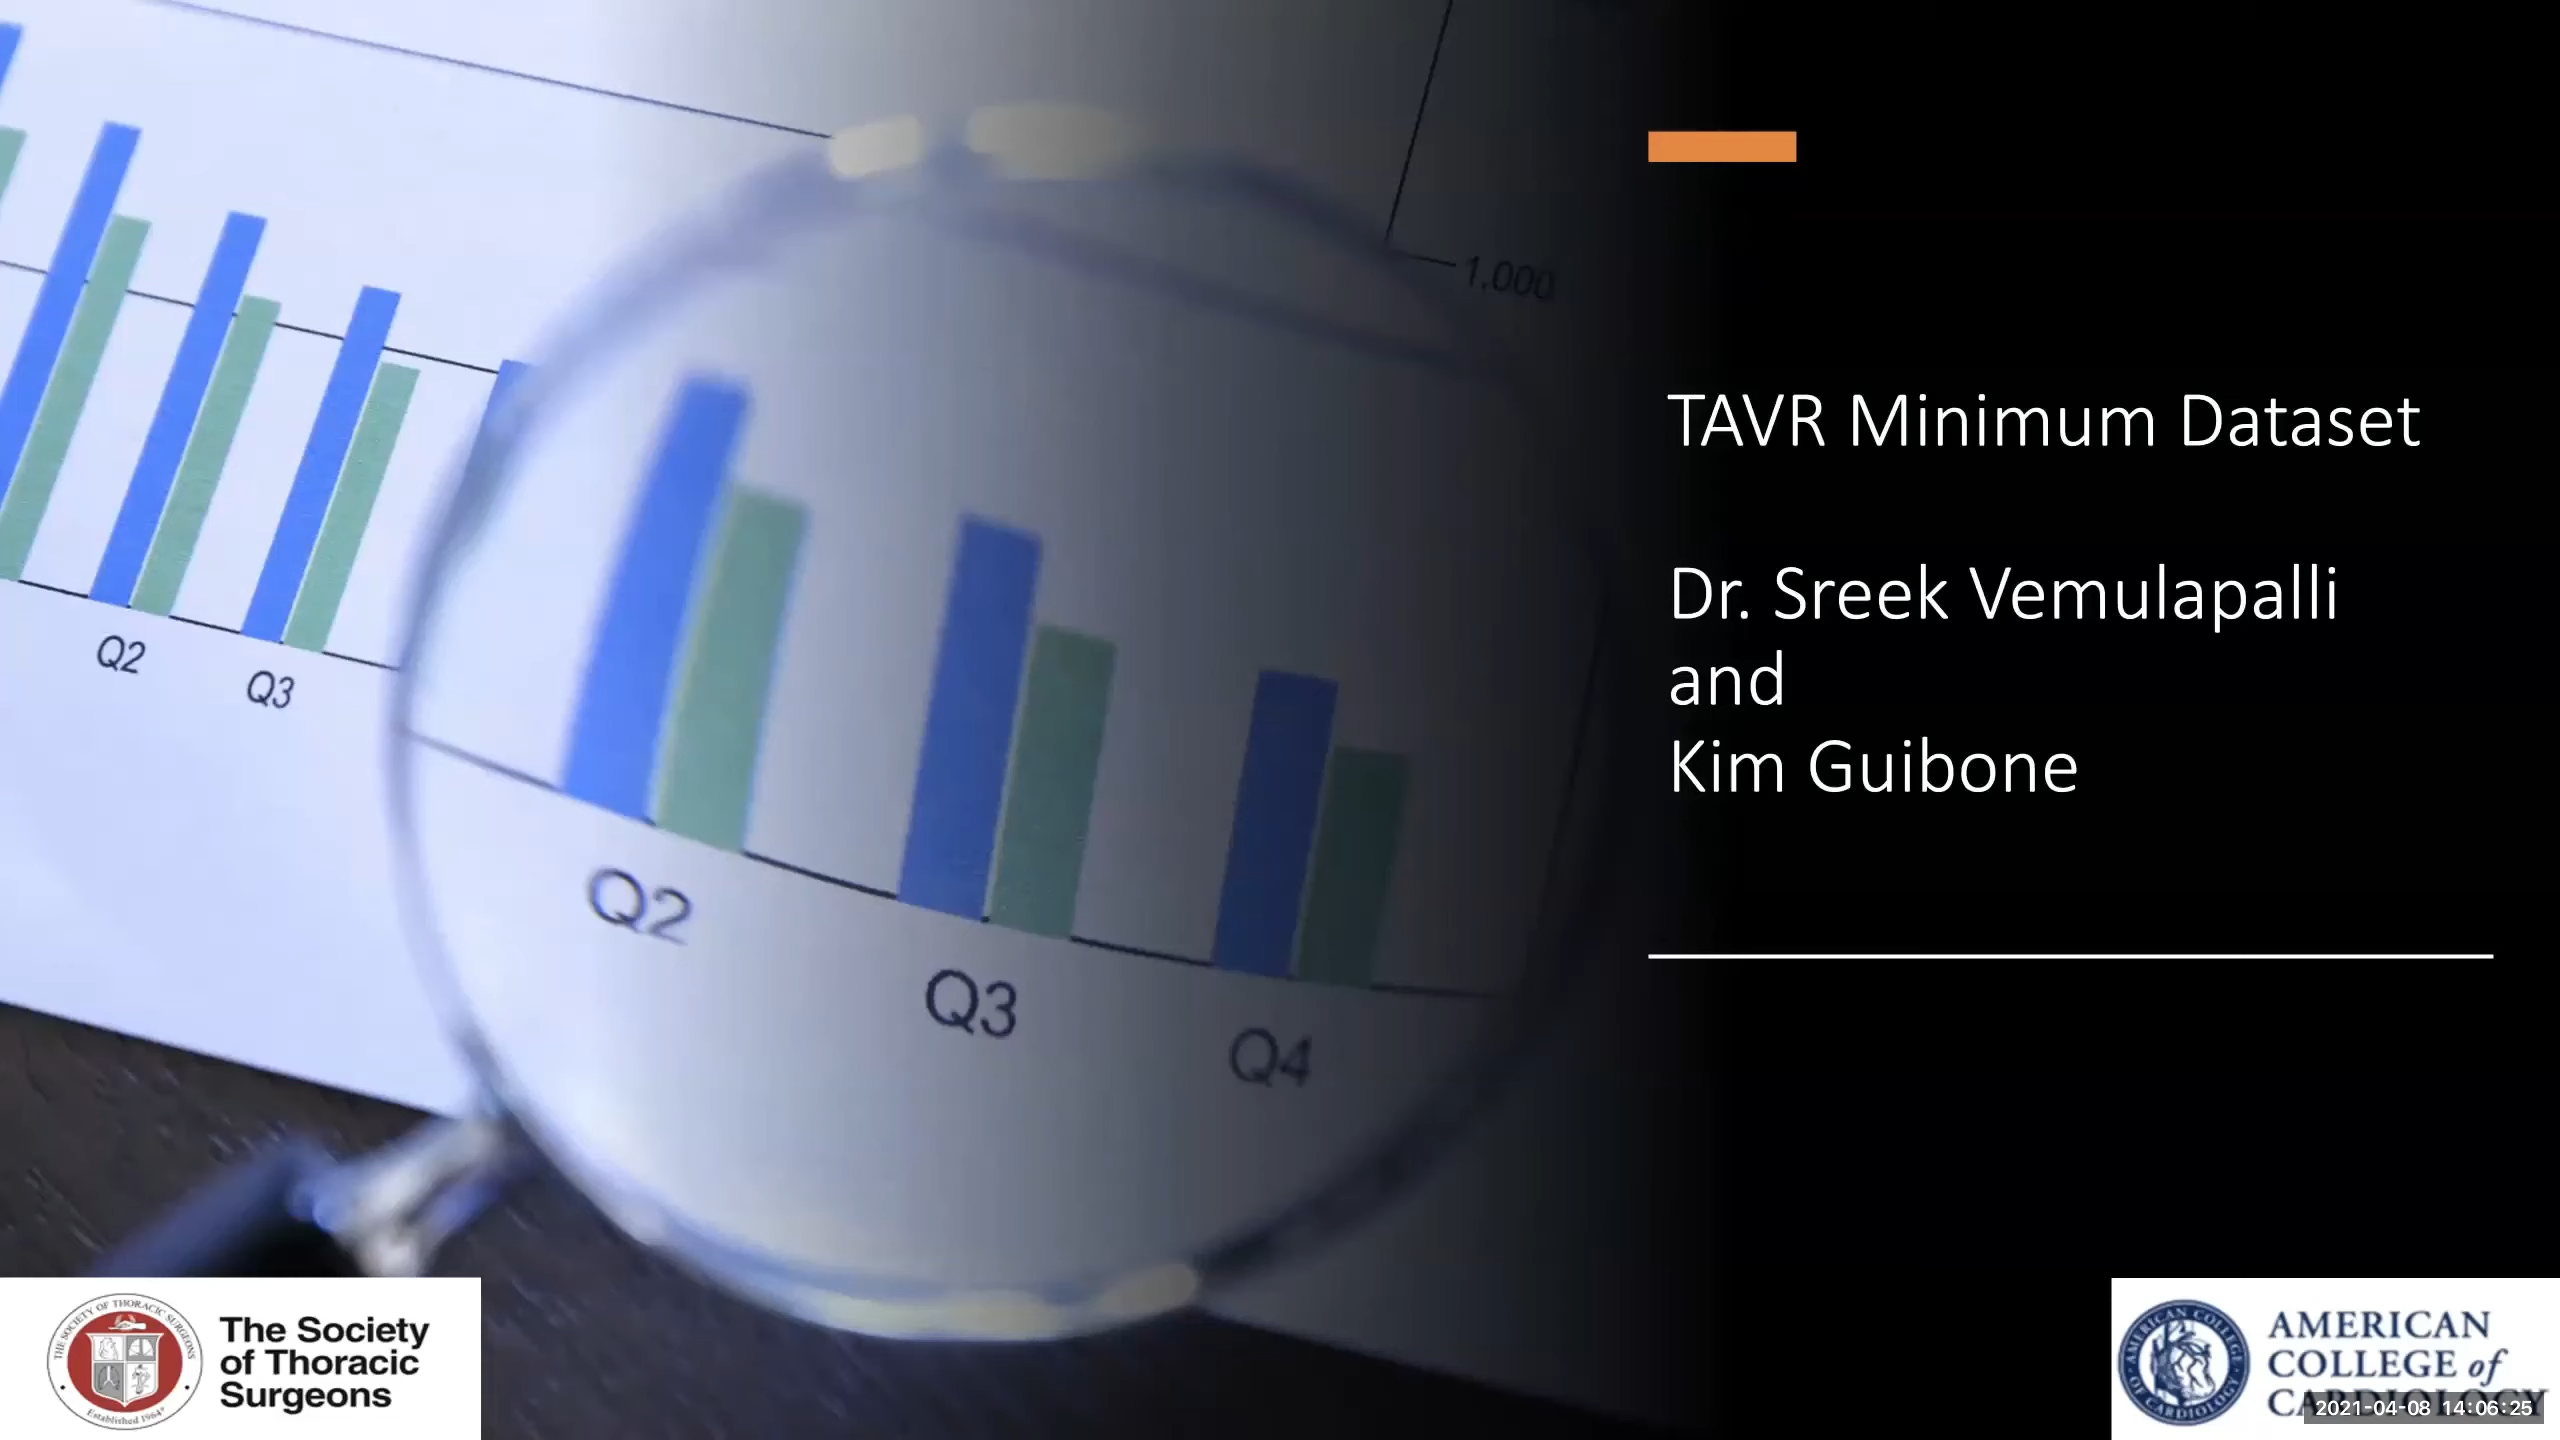 1,000
Q2
Q3
Q2
Q3
Q4
TAVR Minimum Dataset
Dr. Sreek Vemulapalli
and
Kim Guibone
THE SOCIETY OF THORACIC SURGEONS
Established 1964
The Society
of Thoracic
Surgeons
AMERICAN COLLEGE OF CARDIOLOGY
AMERICAN
COLLEGE of
CARDIOLOGY
2021-04-08 14:06:25